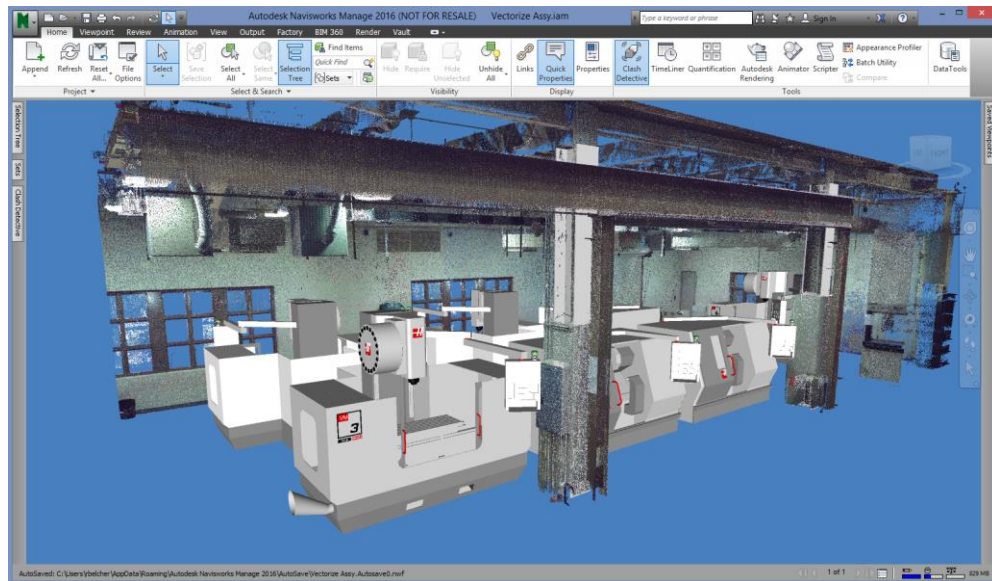 Autodesk Navisworks Manage 2016 (NOT FOR RESALE) Vectorize Assy.iam
Type a keyword or phrase
Sign In
Home Viewpoint Review Animation View Output Factory BIM 360 Render Vault
Append
Refresh
Reset All...
File Options
Project
Select
Save Selection
Select All
Select Same
Selection Tree
Find Items
Quick Find
Sets
Select & Search
Hide
Require
Hide Unselected
Unhide All
Visibility
Links
Quick Properties
Properties
Display
Clash Detective
TimeLiner
Quantification
Autodesk Rendering
Animator
Scripter
Appearance Profiler
Batch Utility
Compare
Tools
DataTools
Selection Tree
Sets
Clash Detective
Saved Viewpoints
3
AutoSaved: C:\Users\rbelcher\AppData\Roaming\Autodesk Navisworks Manage 2016\AutoSave\Vectorize Assy.Autosave0.nwf
1 of 1
829 MB